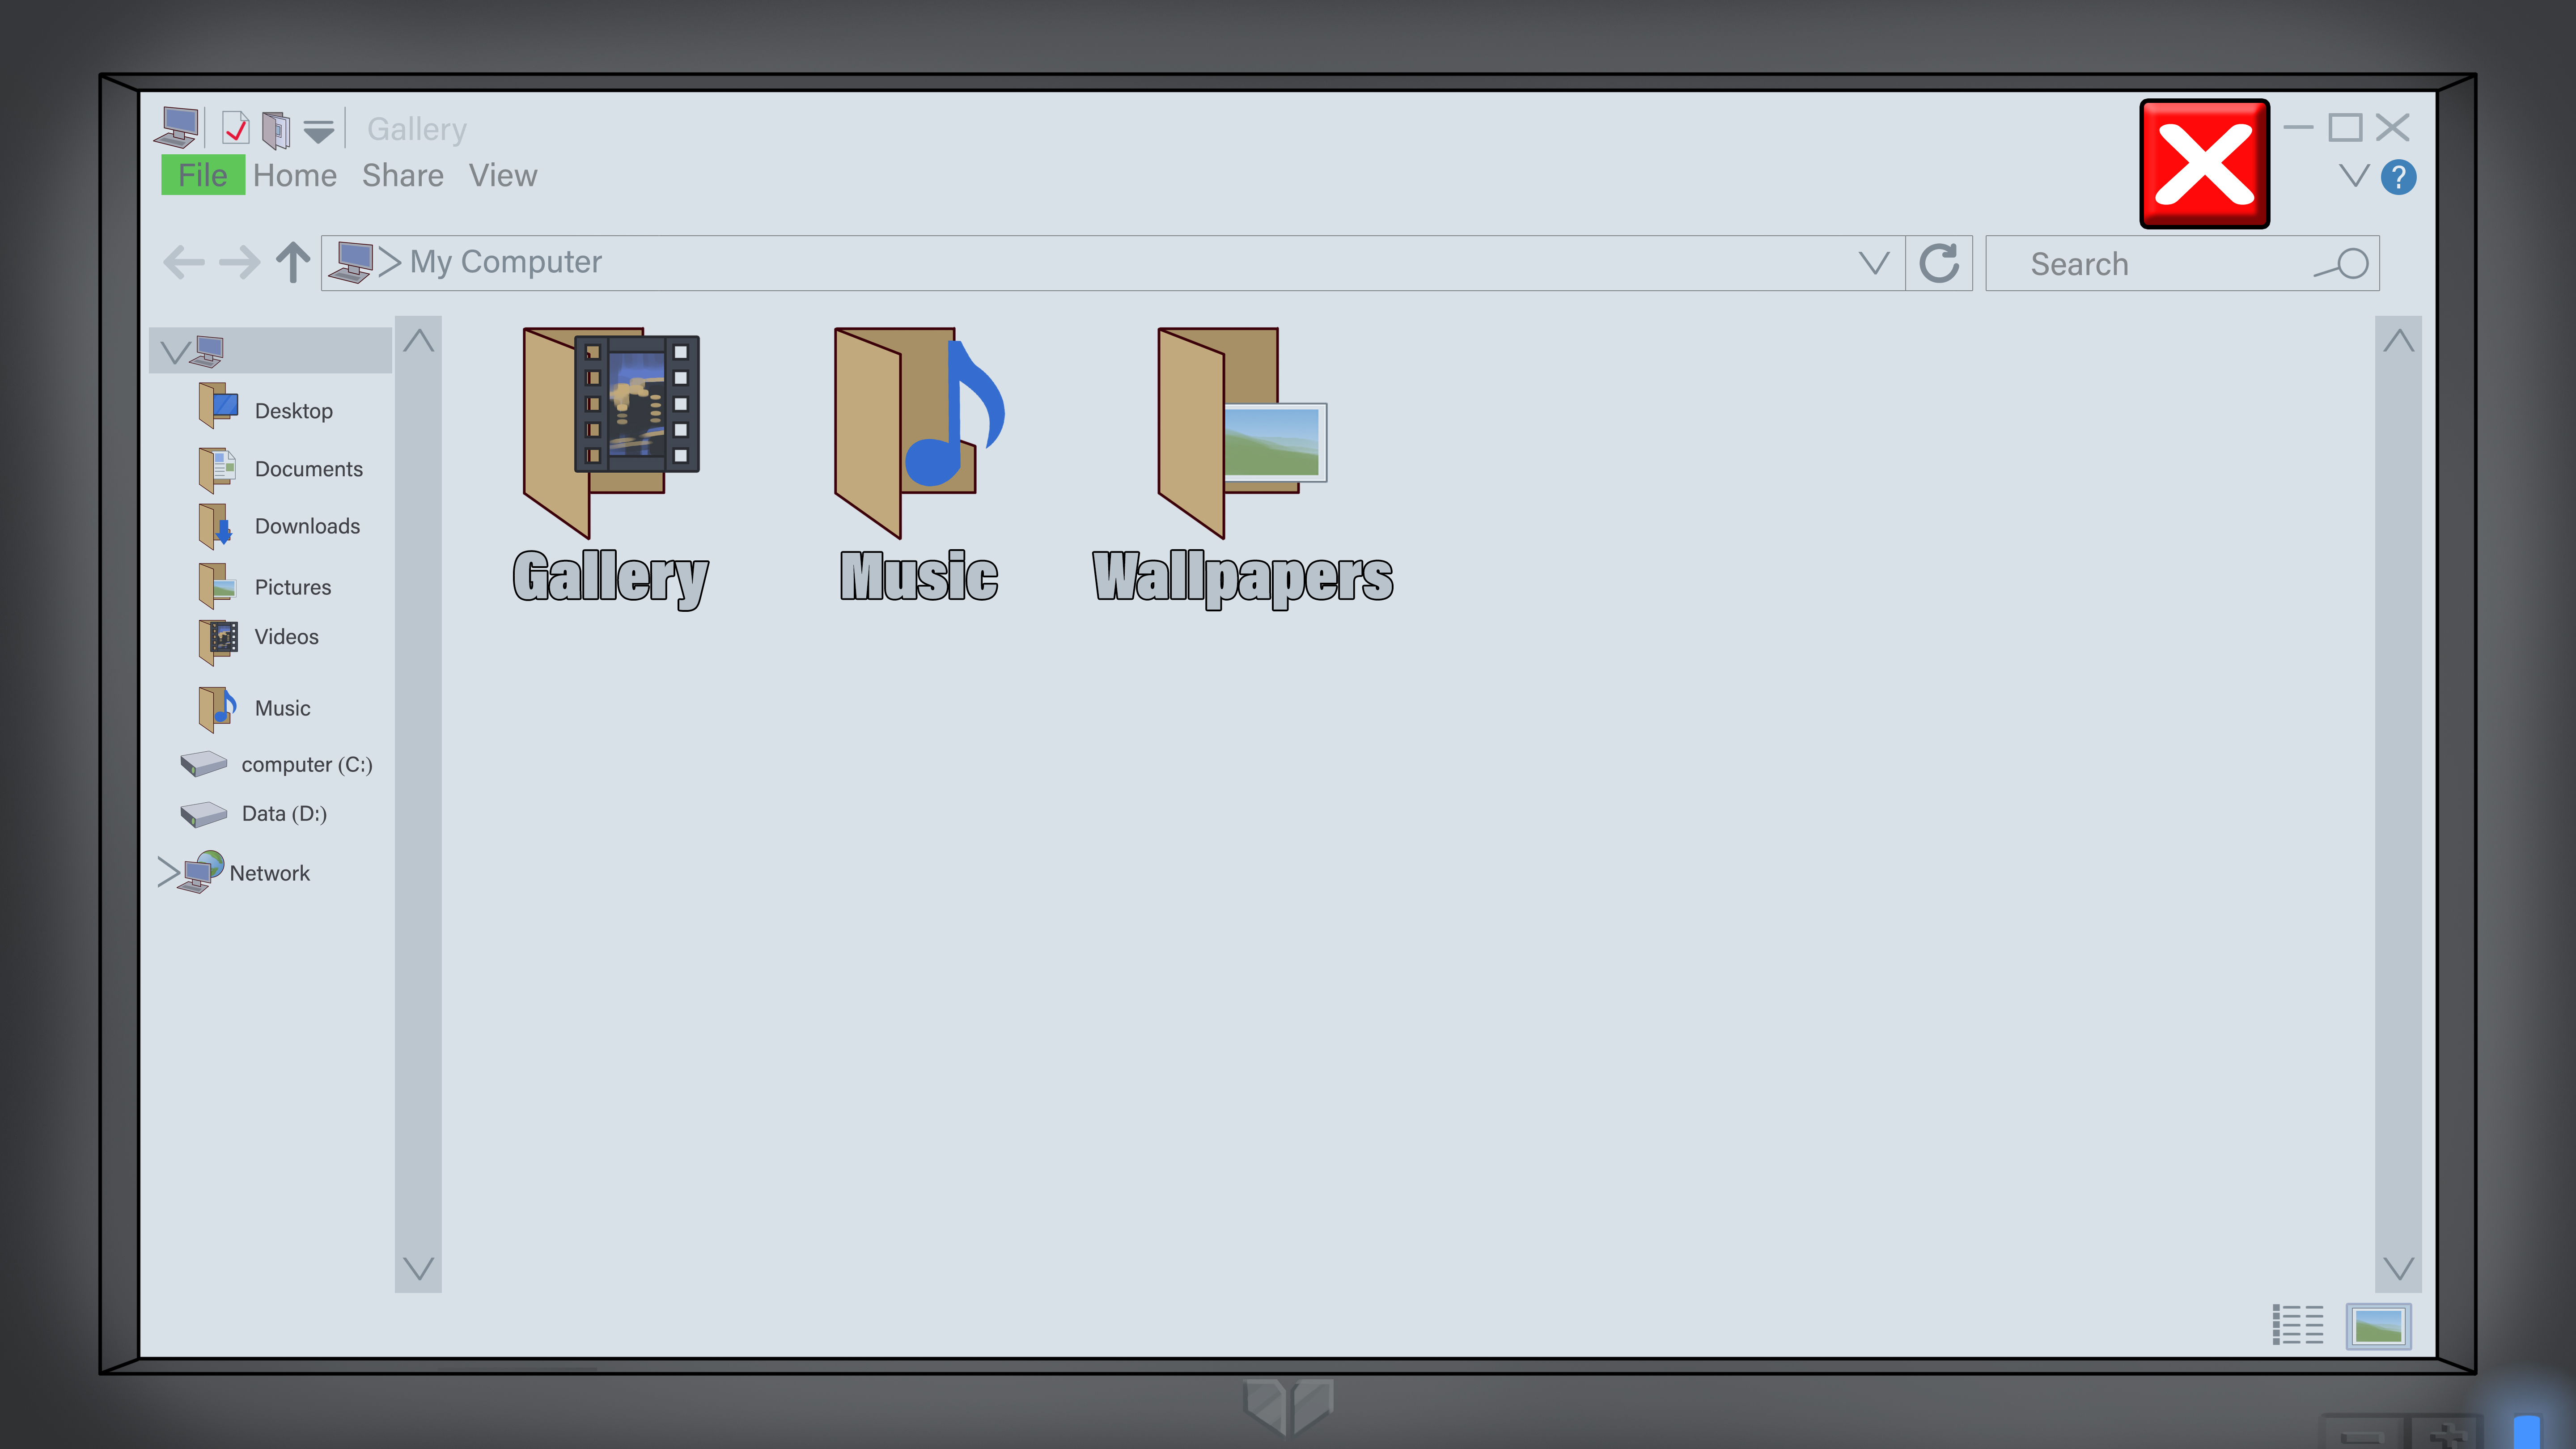 Gallery
File Home Share View
My Computer
Search
Desktop
Documents
Downloads
Pictures
Videos
Music
computer (C:)
Data (D:)
Network
Gallery Music Wallpapers